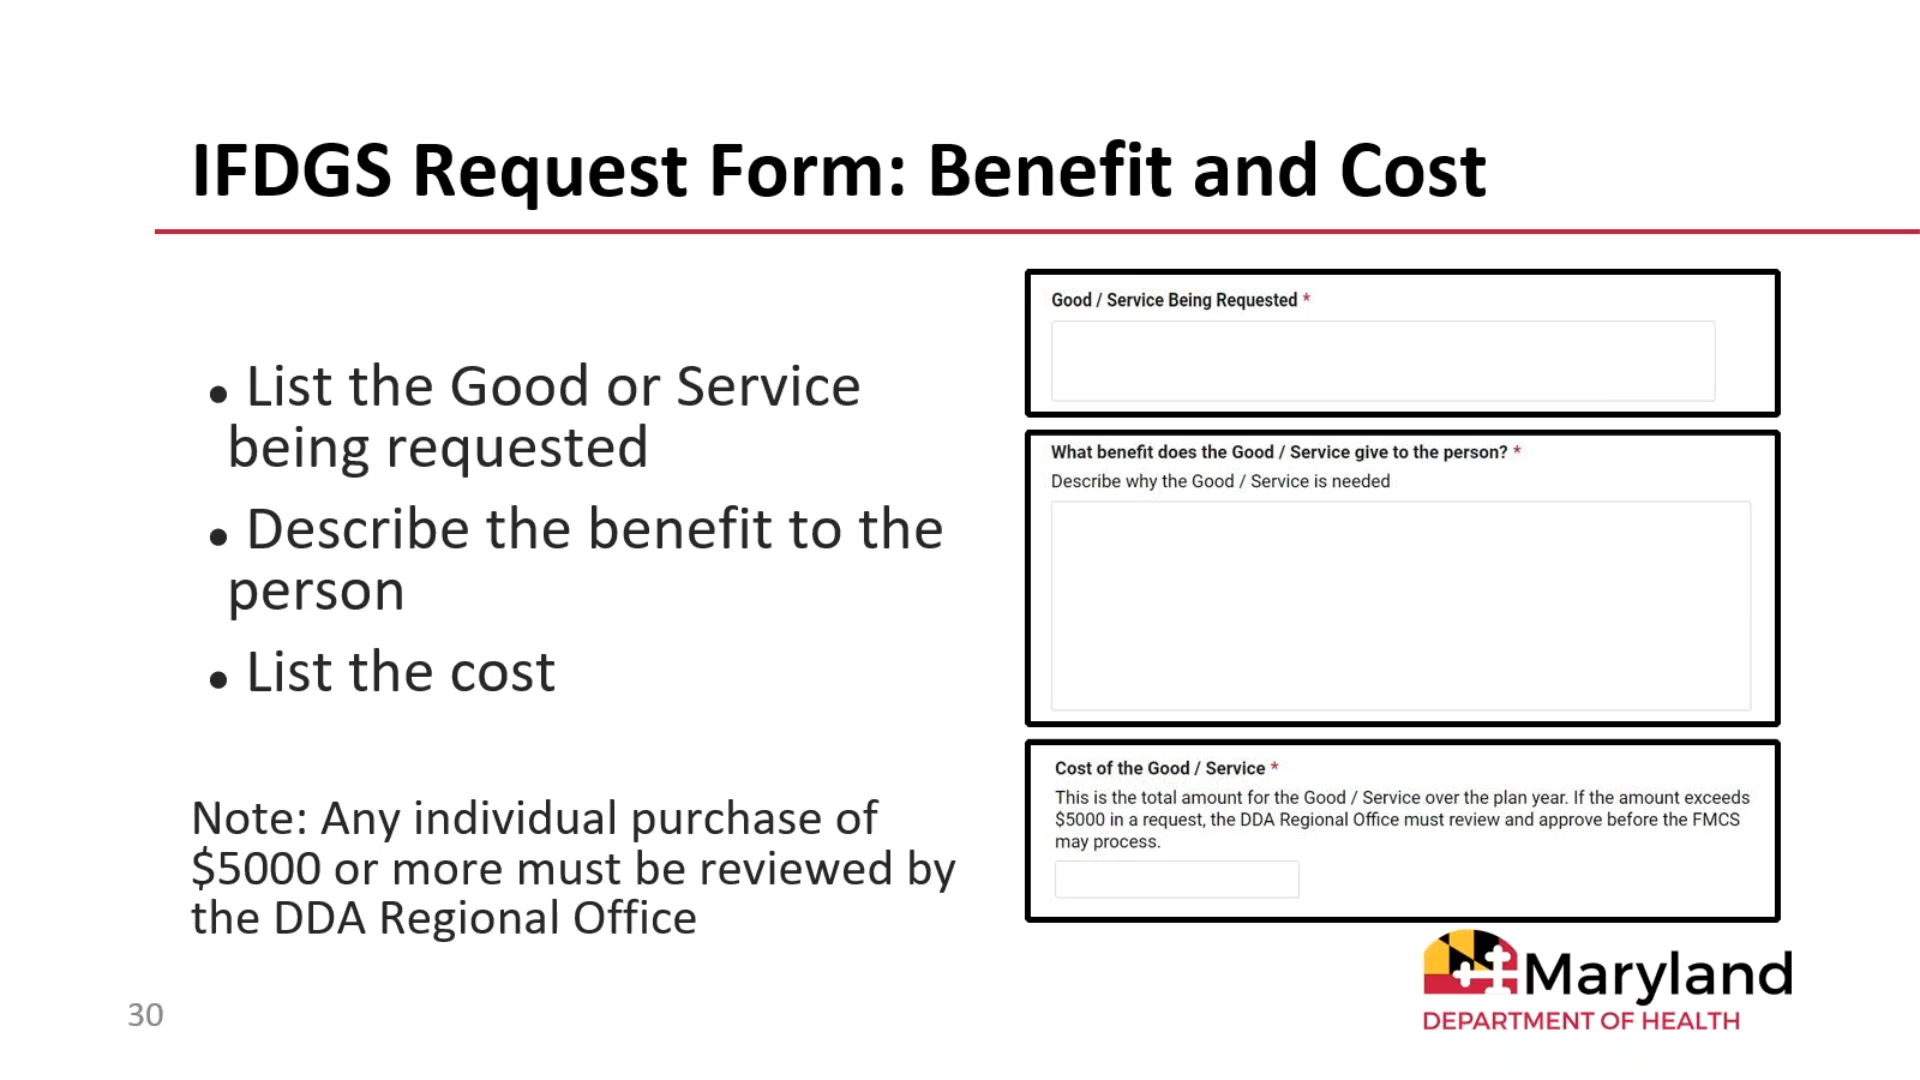 IFDGS Request Form: Benefit and Cost
● List the Good or Service
being requested
● Describe the benefit to the
person
● List the cost
Note: Any individual purchase of
$5000 or more must be reviewed by
the DDA Regional Office
Good / Service Being Requested *
What benefit does the Good / Service give to the person? *
Describe why the Good / Service is needed
Cost of the Good / Service *
This is the total amount for the Good / Service over the plan year. If the amount exceeds
$5000 in a request, the DDA Regional Office must review and approve before the FMCS
may process.
30
Maryland
DEPARTMENT OF HEALTH